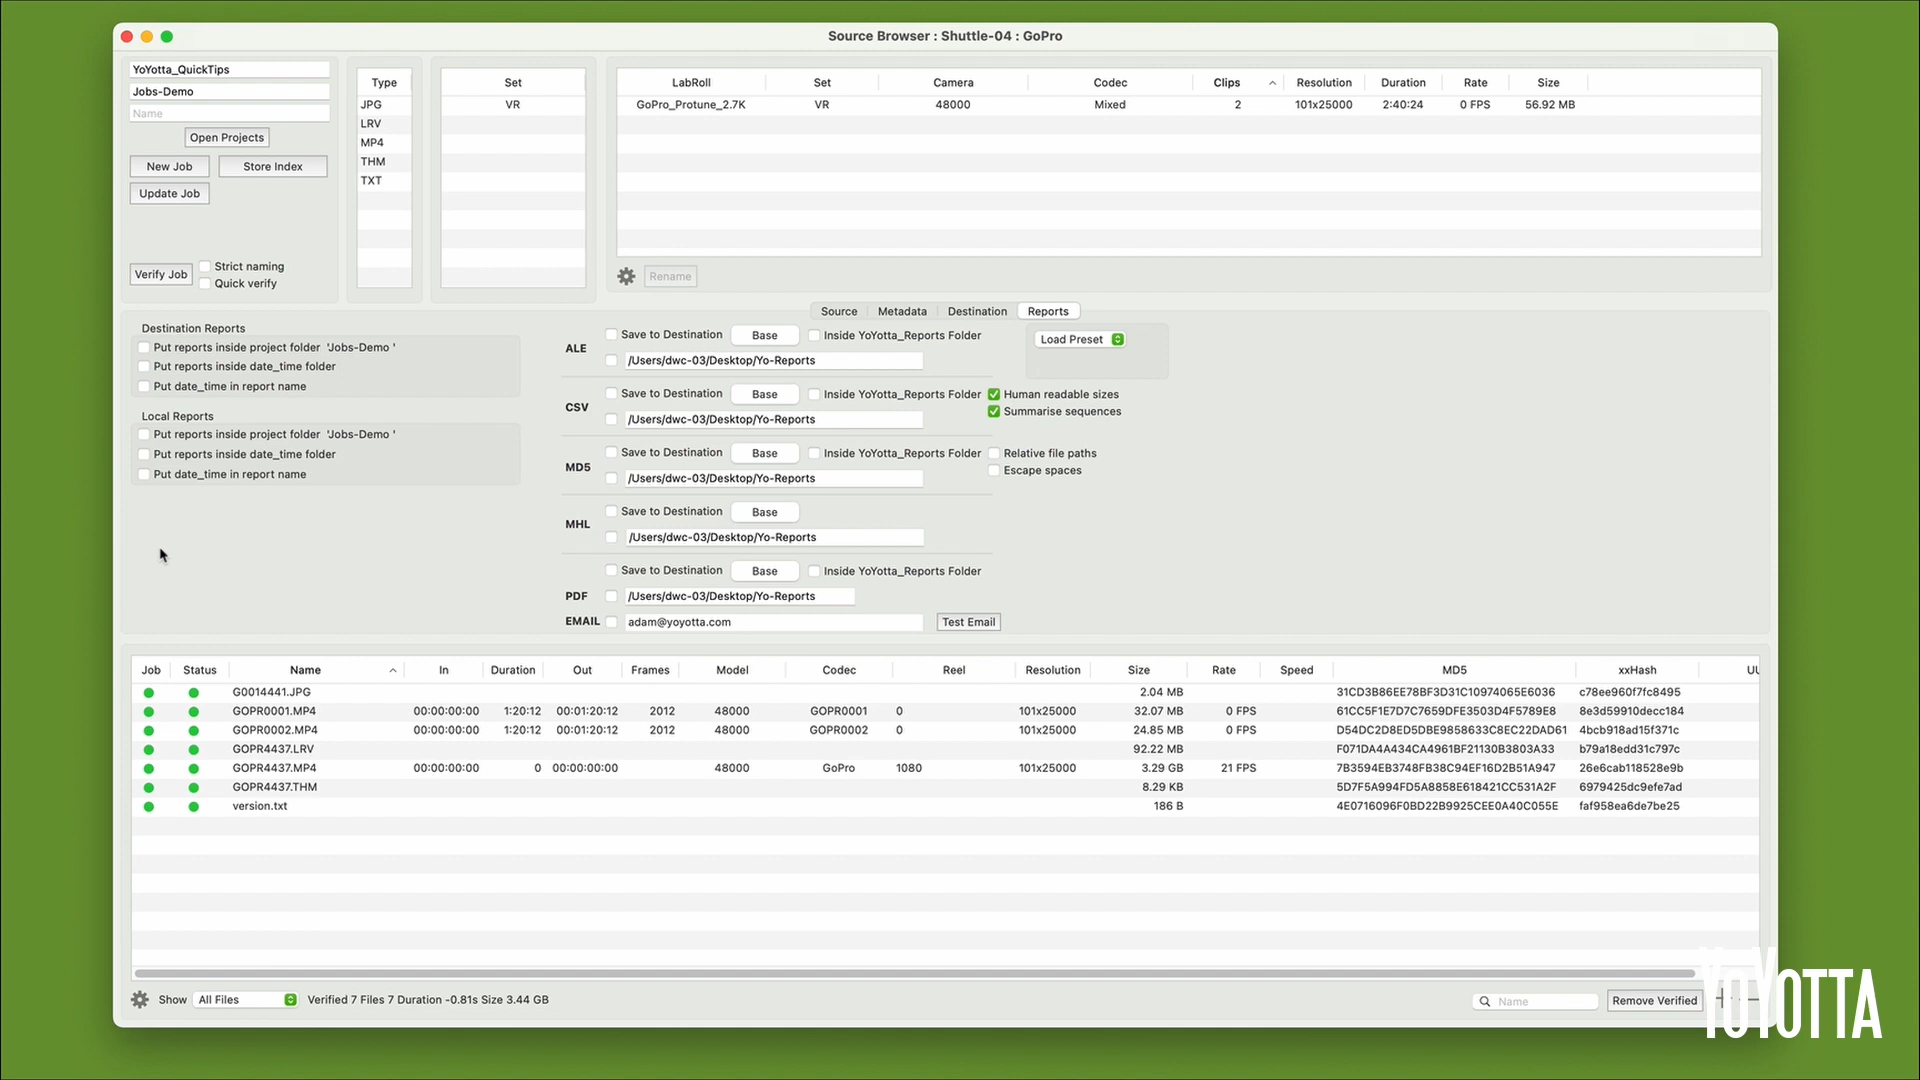 Source Browser : Shuttle-04 : GoPro
YoYotta_QuickTips
Jobs-Demo
Name
Open Projects
New Job
Store Index
Update Job
Verify Job
Strict naming
Quick verify
Type
JPG
LRV
MP4
THM
TXT
Set
VR
LabRoll Set Camera Codec Clips Resolution Duration Rate Size
GoPro_Protune_2.7K VR 48000 Mixed 2 101x25000 2:40:24 0 FPS 56.92 MB
Rename
Source Metadata Destination Reports
Destination Reports
Put reports inside project folder 'Jobs-Demo '
Put reports inside date_time folder
Put date_time in report name
Local Reports
Put reports inside project folder 'Jobs-Demo '
Put reports inside date_time folder
Put date_time in report name
ALE
Save to Destination Base Inside YoYotta_Reports Folder
/Users/dwc-03/Desktop/Yo-Reports
Load Preset
CSV
Save to Destination Base Inside YoYotta_Reports Folder
/Users/dwc-03/Desktop/Yo-Reports
Human readable sizes
Summarise sequences
MD5
Save to Destination Base Inside YoYotta_Reports Folder
/Users/dwc-03/Desktop/Yo-Reports
Relative file paths
Escape spaces
MHL
Save to Destination Base
/Users/dwc-03/Desktop/Yo-Reports
Save to Destination Base Inside YoYotta_Reports Folder
PDF /Users/dwc-03/Desktop/Yo-Reports
EMAIL adam@yoyotta.com Test Email
Job Status Name In Duration Out Frames Model Codec Reel Resolution Size Rate Speed MD5 xxHash UU
G0014441.JPG 2.04 MB 31CD3B86EE78BF3D31C10974065E6036 c78ee960f7fc8495
GOPR0001.MP4 00:00:00:00 1:20:12 00:01:20:12 2012 48000 GOPR0001 0 101x25000 32.07 MB 0 FPS 61CC5F1E7D7C7659DFE3503D4F5789E8 8e3d59910decc184
GOPR0002.MP4 00:00:00:00 1:20:12 00:01:20:12 2012 48000 GOPR0002 0 101x25000 24.85 MB 0 FPS D54DC2D8ED5DBE9858633C8EC22DAD61 4bcb918ad15f371c
GOPR4437.LRV 92.22 MB F071DA4A434CA4961BF21130B3803A33 b79a18edd31c797c
GOPR4437.MP4 00:00:00:00 0 00:00:00:00 48000 GoPro 1080 101x25000 3.29 GB 21 FPS 7B3594EB3748FB38C94EF16D2B51A947 26e6cab118528e9b
GOPR4437.THM 8.29 KB 5D7F5A994FD5A8858E618421CC531A2F 6979425dc9efe7ad
version.txt 186 B 4E0716096F0BD22B9925CEE0A40C055E faf958ea6de7be25
Show All Files Verified 7 Files 7 Duration -0.81s Size 3.44 GB
Name Remove Verified
YOYOTTA